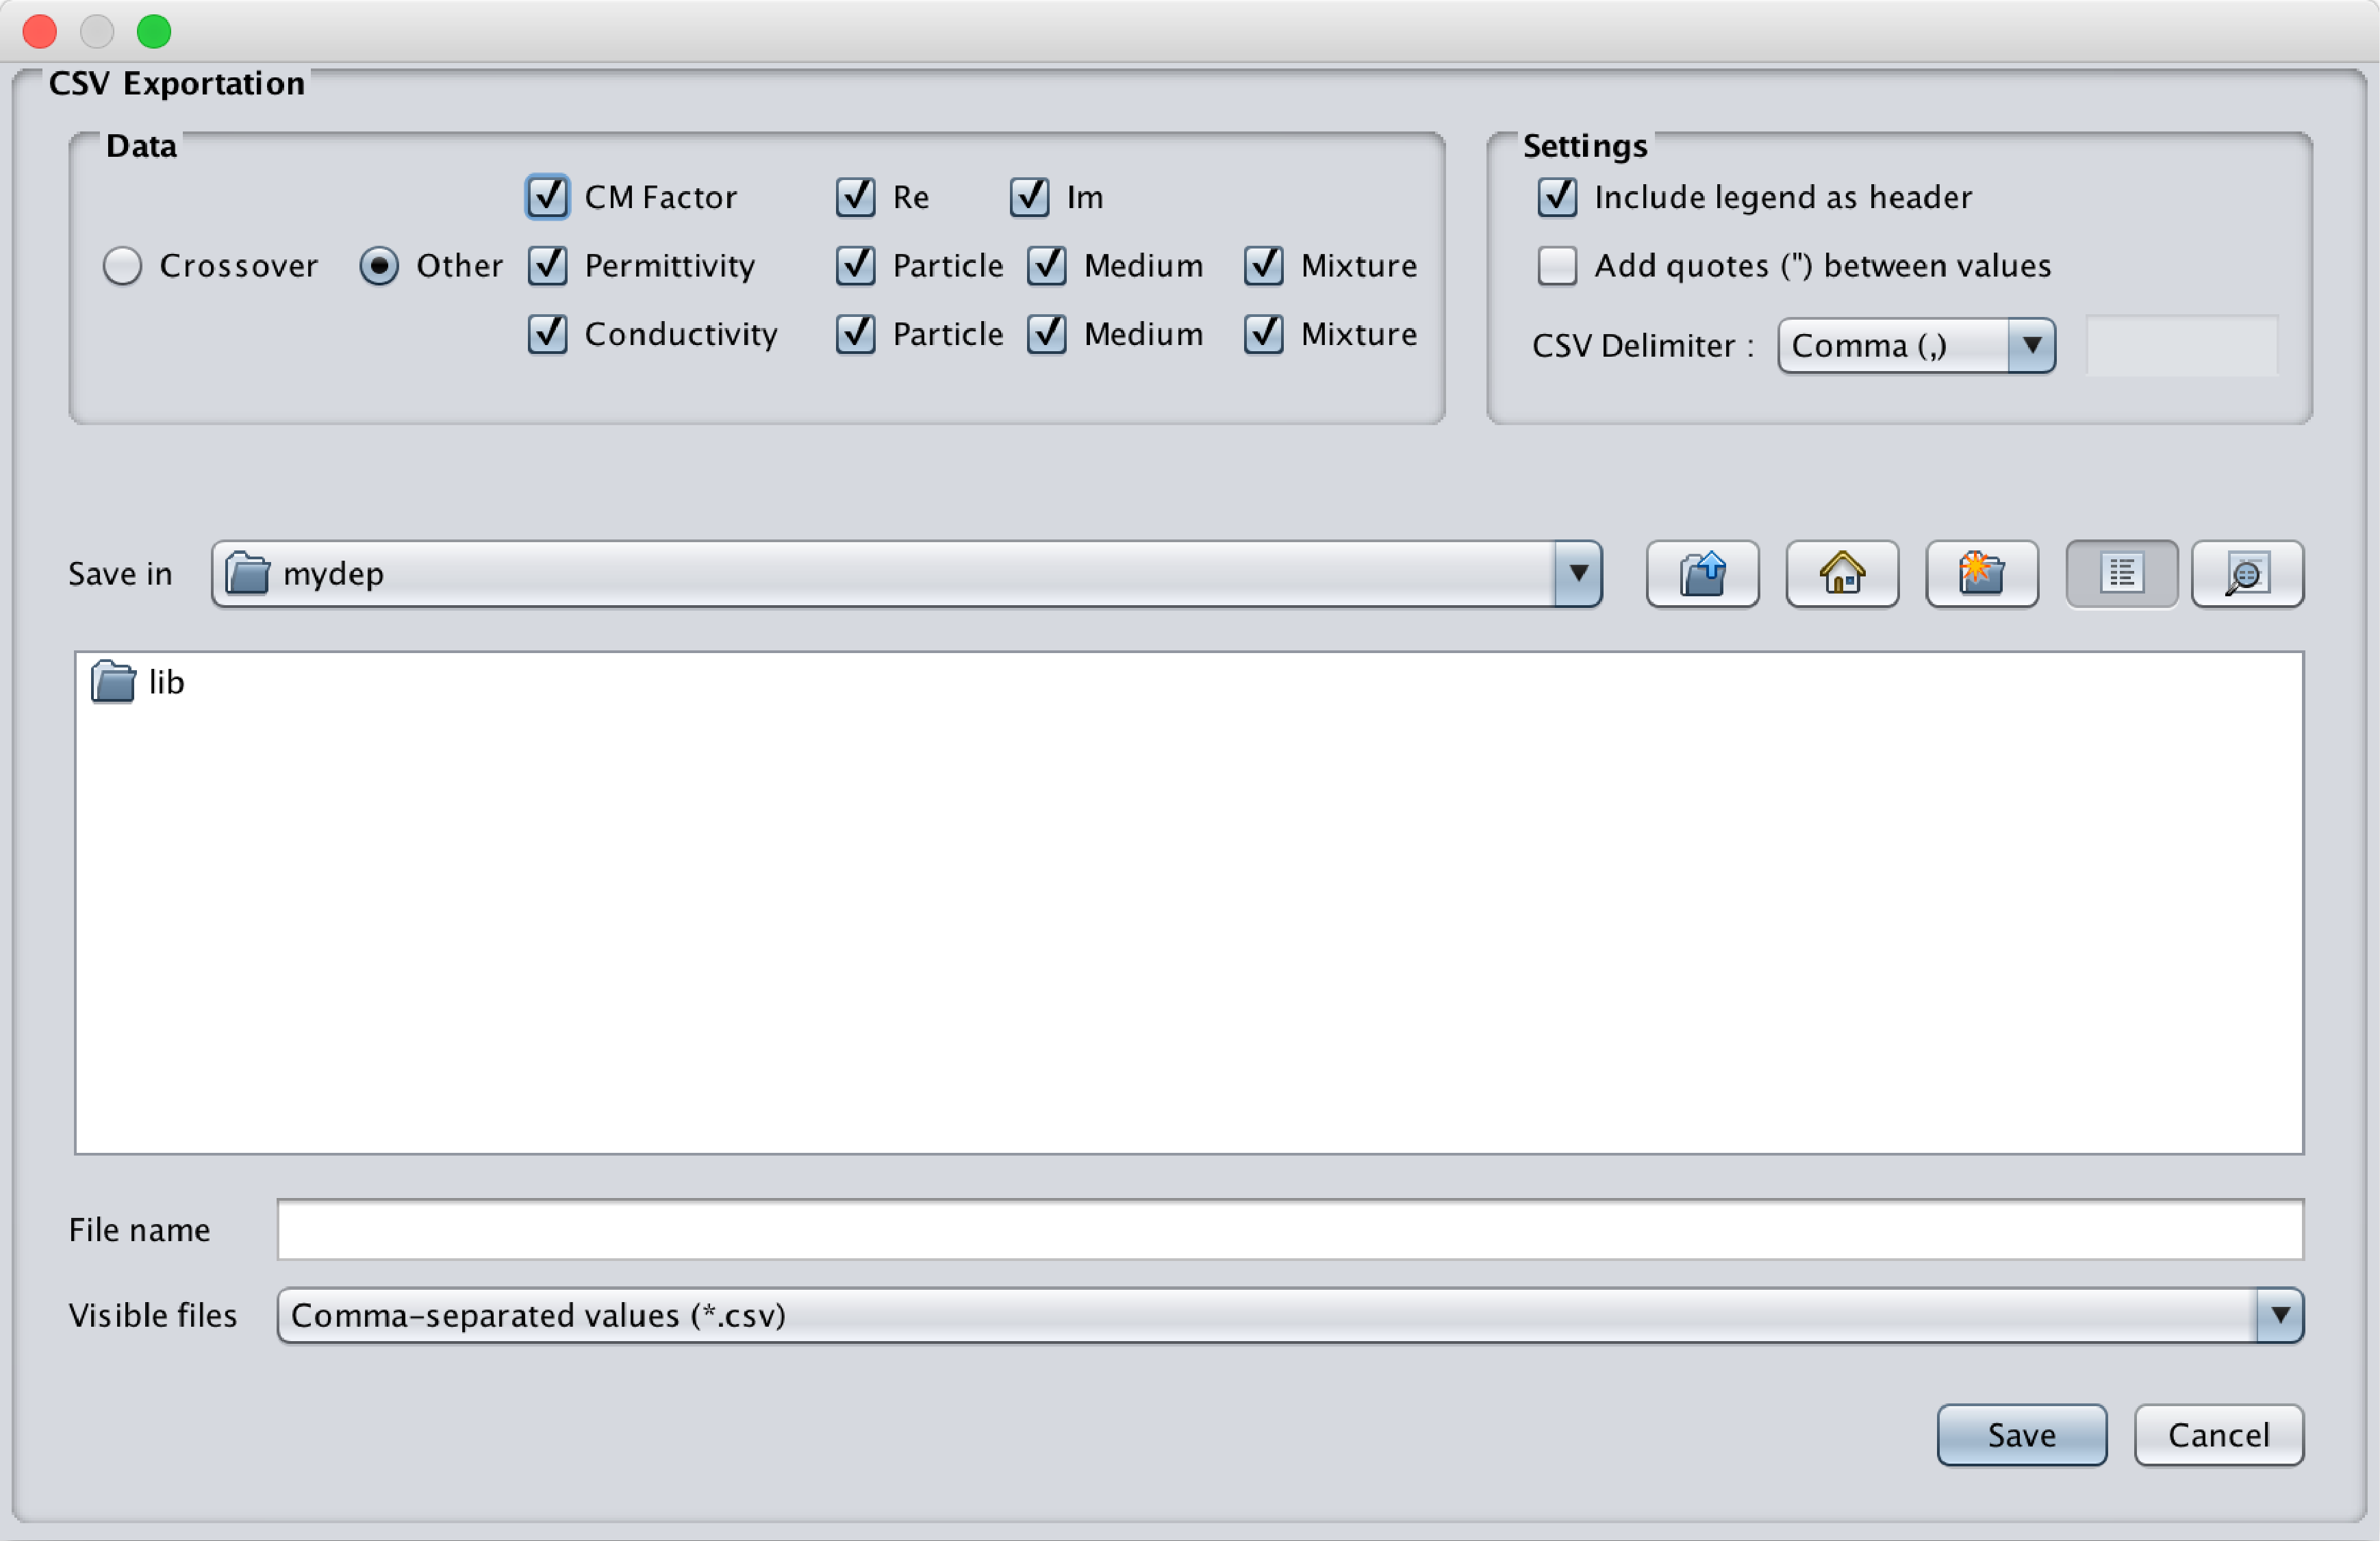 CSV Exportation
Data
CM Factor Re Im
Crossover Other Permittivity Particle Medium Mixture
Conductivity Particle Medium Mixture
Settings
Include legend as header
Add quotes (") between values
CSV Delimiter : Comma (,)
Save in mydep
lib
File name
Visible files Comma-separated values (*.csv)
Save Cancel